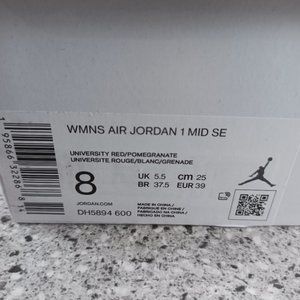 WMNS AIR JORDAN 1 MID SE
UNIVERSITY RED/POMEGRANATE
UNIVERSITE ROUGE/BLANC/GRENADE
8
UK 5.5 cm 25
BR 37.5 EUR 39
JORDAN.COM
DH5894 600
MADE IN CHINA/
FABRIQUE EN CHINE/
FABRICADO NA CHINA/
HECHO EN CHINA